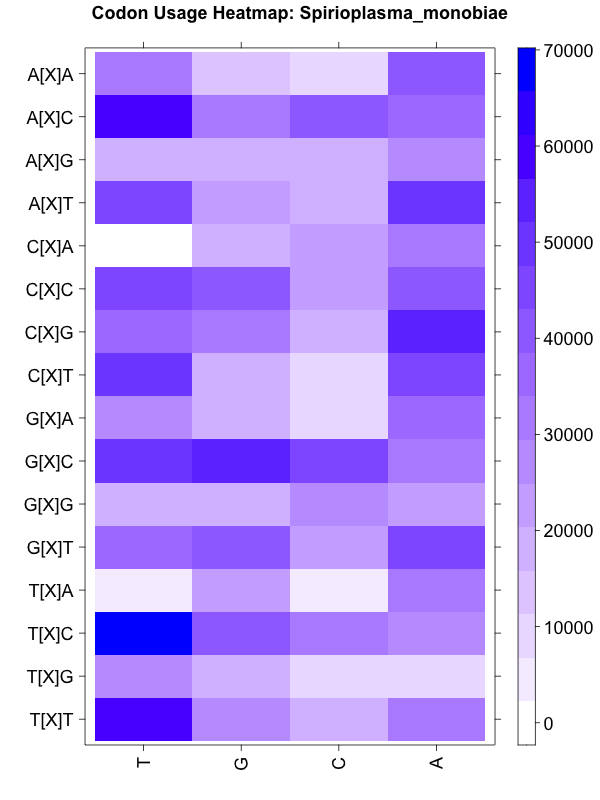 Codon Usage Heatmap: Spirioplasma_monobiae
A[X]A
A[X]C
A[X]G
A[X]T
C[X]A
C[X]C
C[X]G
C[X]T
G[X]A
G[X]C
G[X]G
G[X]T
T[X]A
T[X]C
T[X]G
T[X]T
T G C A
70000
60000
50000
40000
30000
20000
10000
0